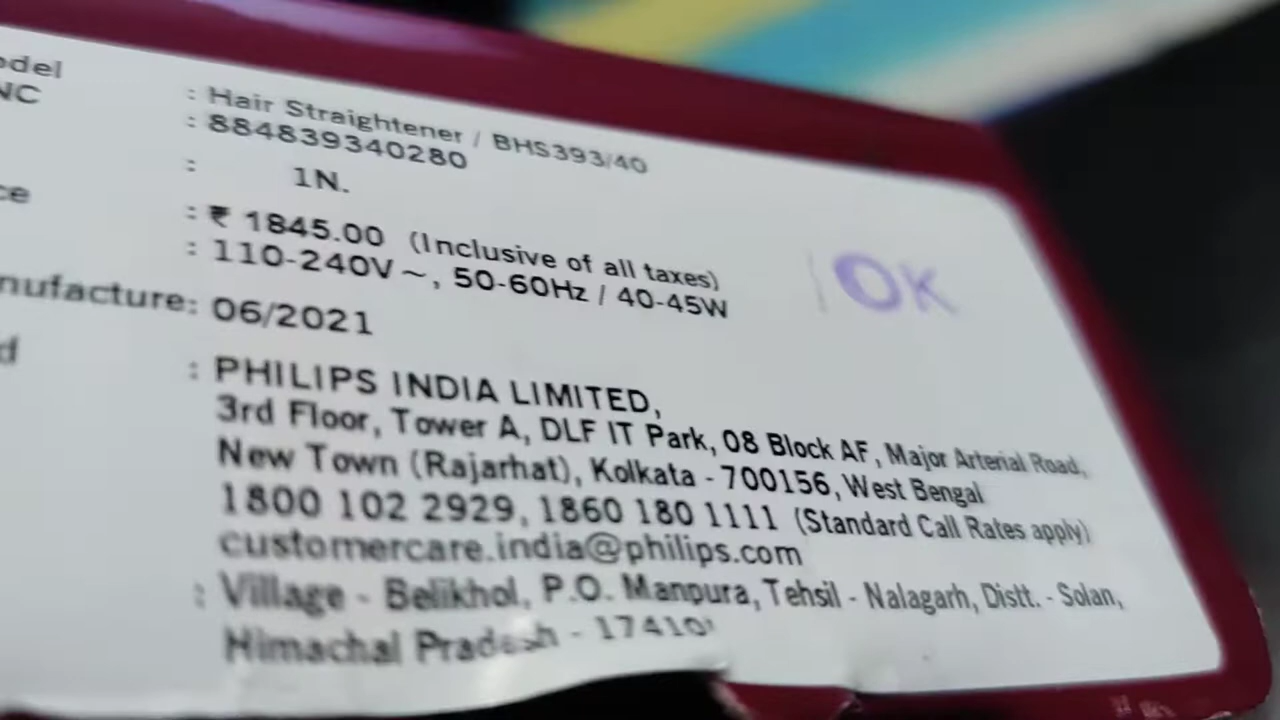 odel : Hair Straightener / BHS393/40
NC : 884839340280
: 1N.
ce : ₹ 1845.00 (Inclusive of all taxes)
: 110-240V ~, 50-60Hz / 40-45W
nufacture: 06/2021
d : PHILIPS INDIA LIMITED,
3rd Floor, Tower A, DLF IT Park, 08 Block AF, Major Arterial Road,
New Town (Rajarhat), Kolkata - 700156, West Bengal
1800 102 2929, 1860 180 1111 (Standard Call Rates apply)
customercare.india@philips.com
: Village - Belikhol, P.O. Manpura, Tehsil - Nalagarh, Distt. - Solan,
Himachal Pradesh -
OK